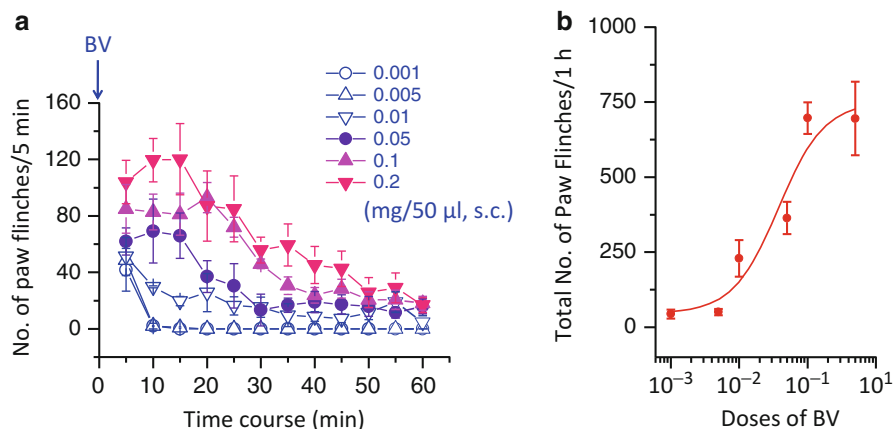 a
BV
No. of paw flinches/5 min
160
120
80
40
0
0 10 20 30 40 50 60
Time course (min)
0.001
0.005
0.01
0.05
0.1
0.2
(mg/50 µl, s.c.)
b
Total No. of Paw Flinches/1 h
1000
750
500
250
0
10⁻³ 10⁻² 10⁻¹ 10¹
Doses of BV